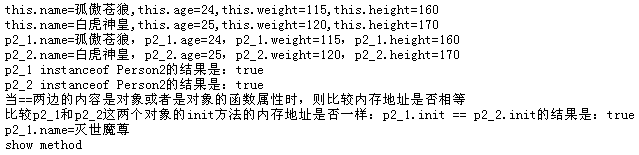 this.name=孤傲苍狼,this.age=24,this.weight=115,this.height=160
this.name=白虎神皇,this.age=25,this.weight=120,this.height=170
p2_1.name=孤傲苍狼，p2_1.age=24，p2_1.weight=115，p2_1.height=160
p2_2.name=白虎神皇，p2_2.age=25，p2_2.weight=120，p2_2.height=170
p2_1 instanceof Person2的结果是：true
p2_2 instanceof Person2的结果是：true
当==两边的内容是对象或者是对象的函数属性时，则比较内存地址是否相等
比较p2_1和p2_2这两个对象的init方法的内存地址是否一样：p2_1.init == p2_2.init的结果是：true
p2_1.name=灭世魔尊
show method